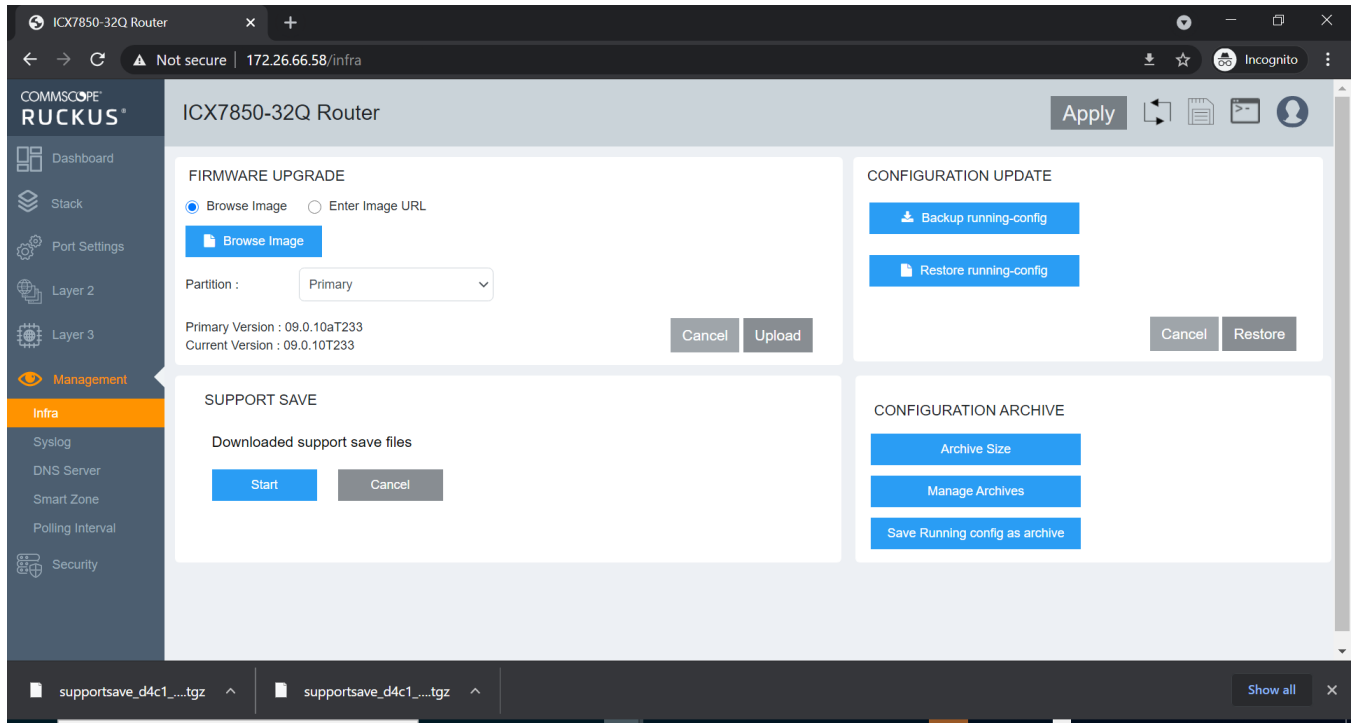 ICX7850-32Q Router
Not secure | 172.26.66.58/infra
Incognito
COMMSCOPE®
RUCKUS®
ICX7850-32Q Router
Apply
Dashboard
Stack
Port Settings
Layer 2
Layer 3
Management
Infra
Syslog
DNS Server
Smart Zone
Polling Interval
Security
FIRMWARE UPGRADE
Browse Image Enter Image URL
Browse Image
Partition : Primary
Primary Version : 09.0.10aT233
Current Version : 09.0.10T233
Cancel Upload
CONFIGURATION UPDATE
Backup running-config
Restore running-config
Cancel Restore
SUPPORT SAVE
Downloaded support save files
Start Cancel
CONFIGURATION ARCHIVE
Archive Size
Manage Archives
Save Running config as archive
supportsave_d4c1_....tgz supportsave_d4c1_....tgz Show all